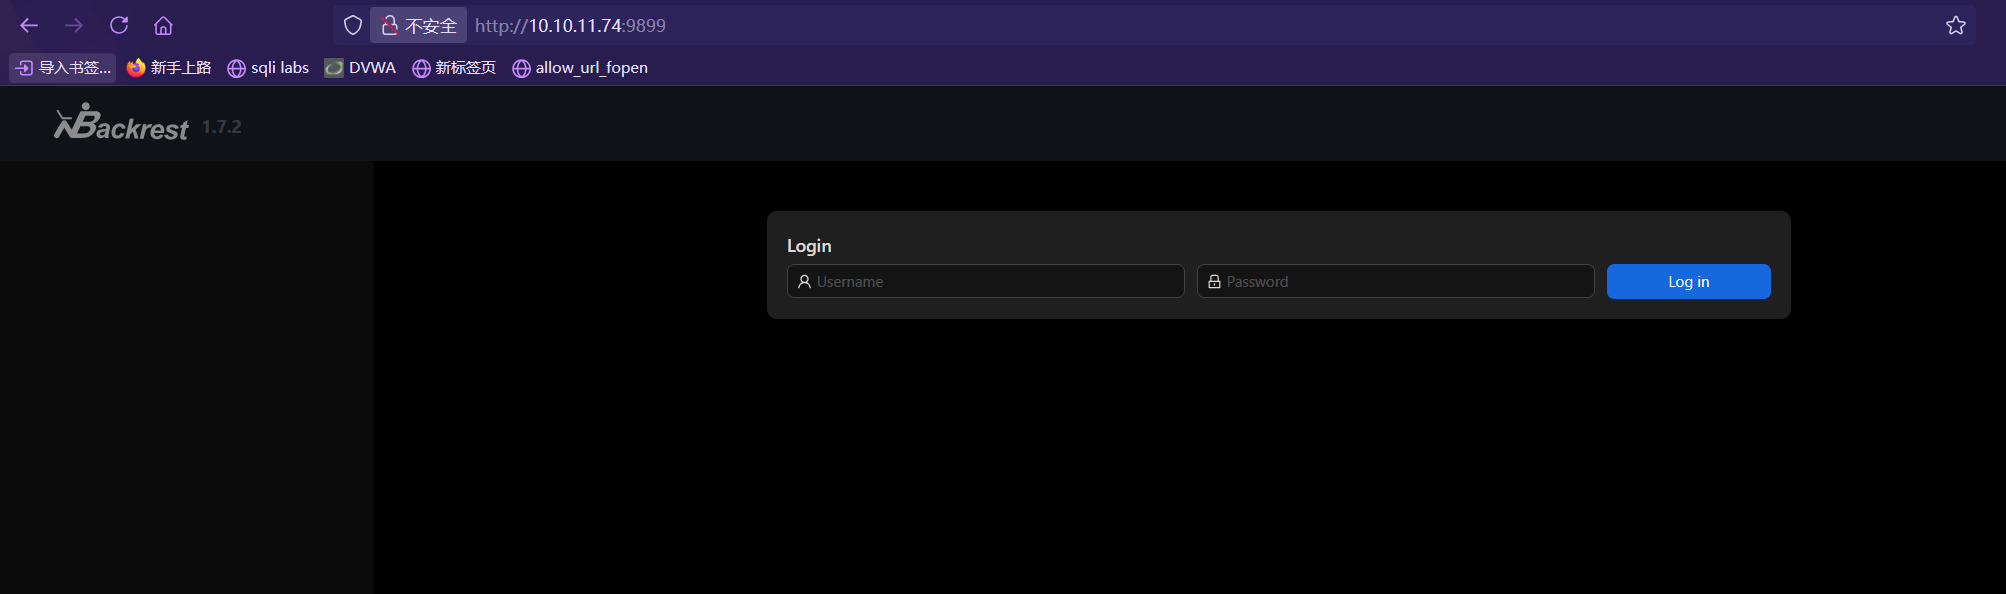 不安全 http://10.10.11.74:9899
导入书签... 新手上路 sqli labs DVWA 新标签页 allow_url_fopen
Backrest 1.7.2
Login
Username Password Log in